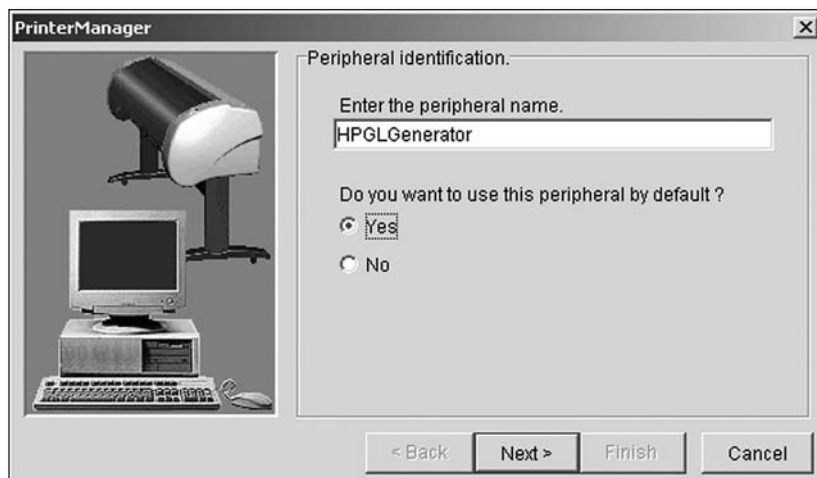 PrinterManager
Peripheral identification.
Enter the peripheral name.
HPGLGenerator
Do you want to use this peripheral by default ?
Yes
No
< Back Next > Finish Cancel